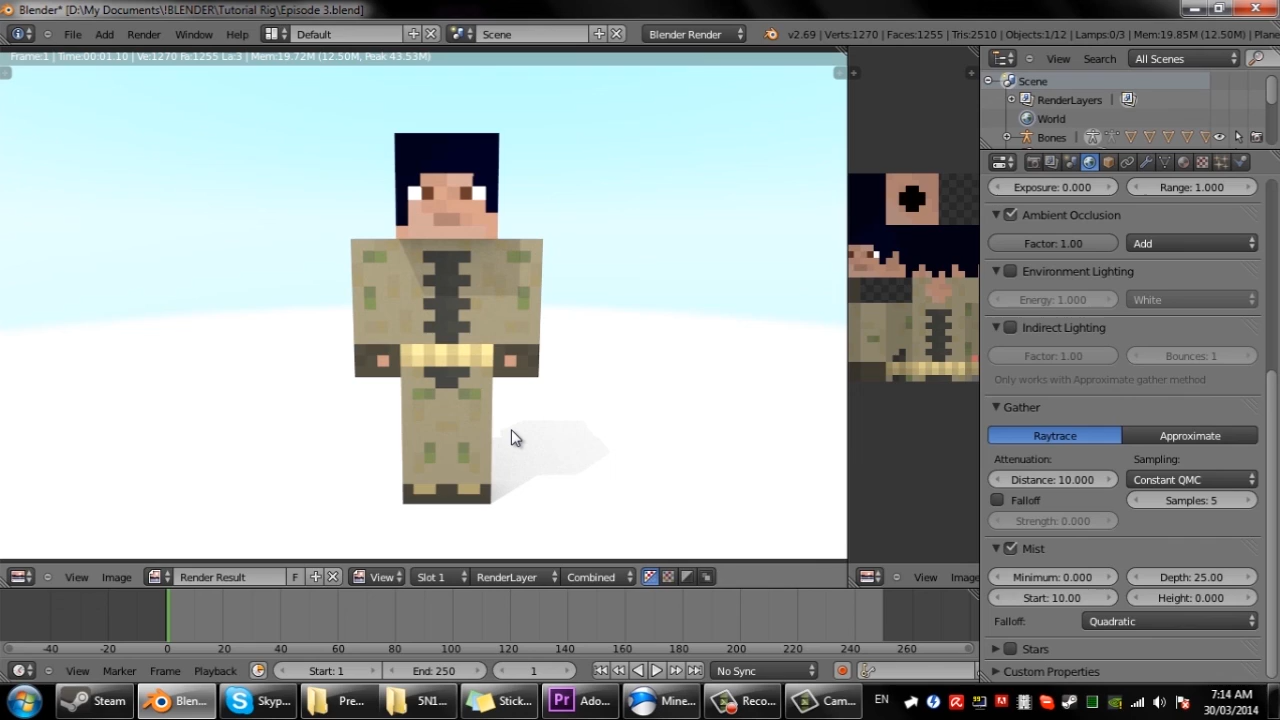 Blender* [D:\My Documents\!BLENDER\Tutorial Rig\Episode 3.blend]
File Add Render Window Help Default Scene Blender Render v2.69 | Verts:1270 | Faces:1255 | Tris:2510 | Objects:1/12 | Lamps:0/3 | Mem:19.85M (12.50M) | Plane
Frame:1 | Time:00:01.10 | Ve:1270 Fa:1255 La:3 | Mem:19.72M (12.50M, Peak 43.53M)
View Search All Scenes
Scene
RenderLayers
World
Bones
Exposure: 0.000 Range: 1.000
Ambient Occlusion
Factor: 1.00 Add
Environment Lighting
Energy: 1.000 White
Indirect Lighting
Factor: 1.00 Bounces: 1
Only works with Approximate gather method
Gather
Raytrace Approximate
Attenuation: Sampling:
Distance: 10.000 Constant QMC
Falloff Samples: 5
Strength: 0.000
Mist
Minimum: 0.000 Depth: 25.00
Start: 10.00 Height: 0.000
Falloff: Quadratic
Stars
Custom Properties
View Image Render Result F View Slot 1 RenderLayer Combined View Image
-40 -20 0 20 40 60 80 100 120 140 160 180 200 220 240 260
View Marker Frame Playback Start: 1 End: 250 1 No Sync
Steam Blen... Skyp... Pre... 5N1... Stick... Pr Ado... Mine... Reco... Cam... EN 7:14 AM
30/03/2014